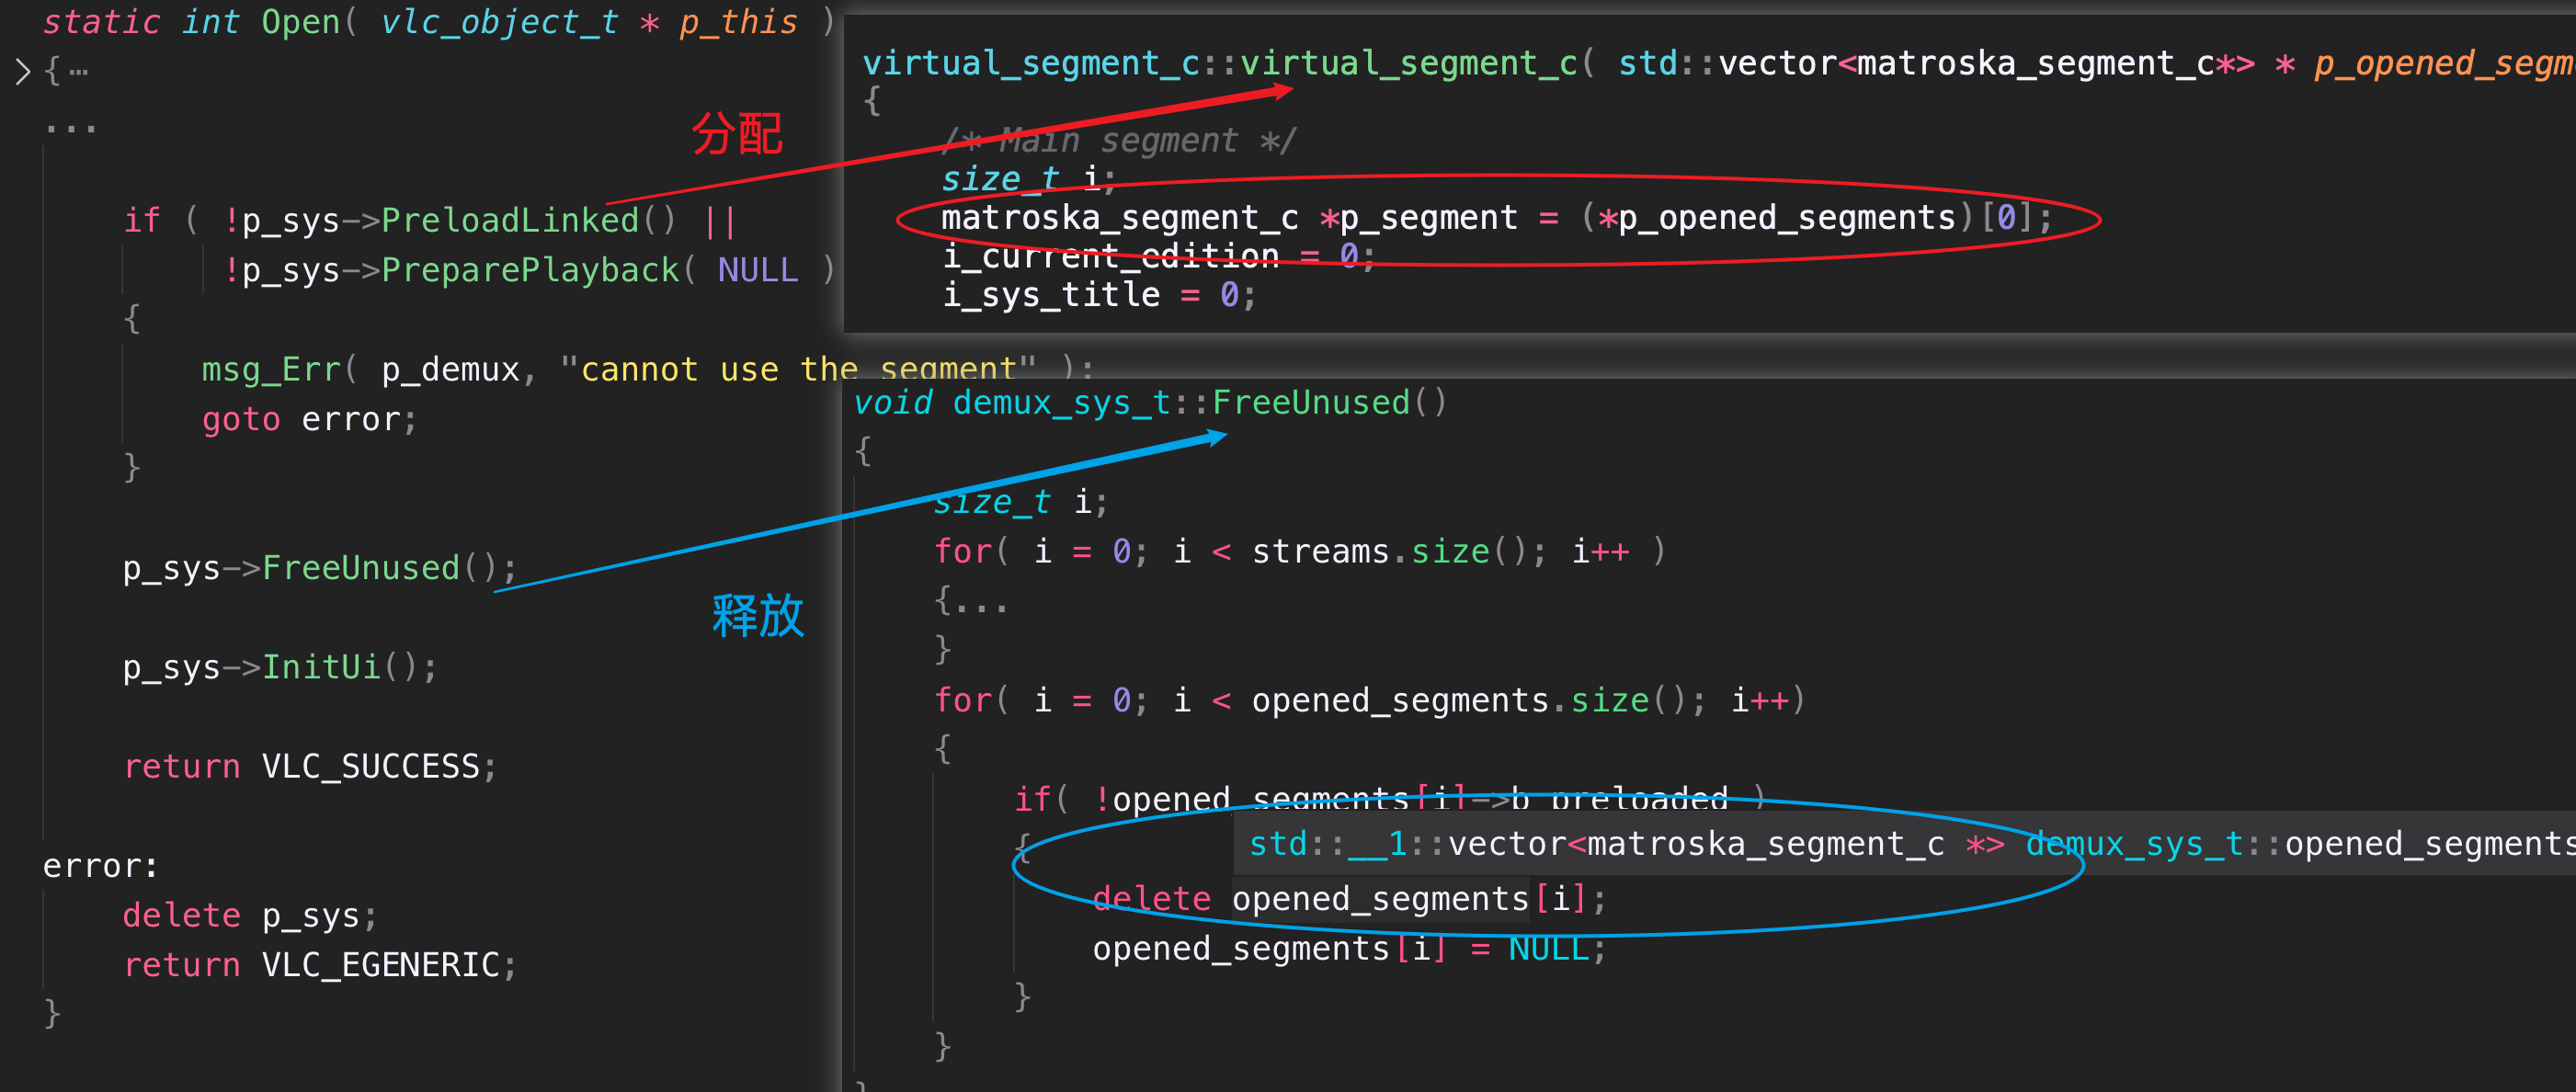 static int Open( vlc_object_t * p_this )
{ …
...
if ( !p_sys->PreloadLinked() ||
!p_sys->PreparePlayback( NULL )
{
msg_Err( p_demux, "cannot use the segment" );
goto error;
}
p_sys->FreeUnused();
p_sys->InitUi();
return VLC_SUCCESS;
error:
delete p_sys;
return VLC_EGENERIC;
}
分配
释放
virtual_segment_c::virtual_segment_c( std::vector<matroska_segment_c*> * p_opened_segm
{
/* Main segment */
size_t i;
matroska_segment_c *p_segment = (*p_opened_segments)[0];
i_current_edition = 0;
i_sys_title = 0;
void demux_sys_t::FreeUnused()
{
size_t i;
for( i = 0; i < streams.size(); i++ )
{...
}
for( i = 0; i < opened_segments.size(); i++)
{
if( !opened_segments[i]->b_preloaded )
{
std::__1::vector<matroska_segment_c *> demux_sys_t::opened_segments
delete opened_segments[i];
opened_segments[i] = NULL;
}
}
}